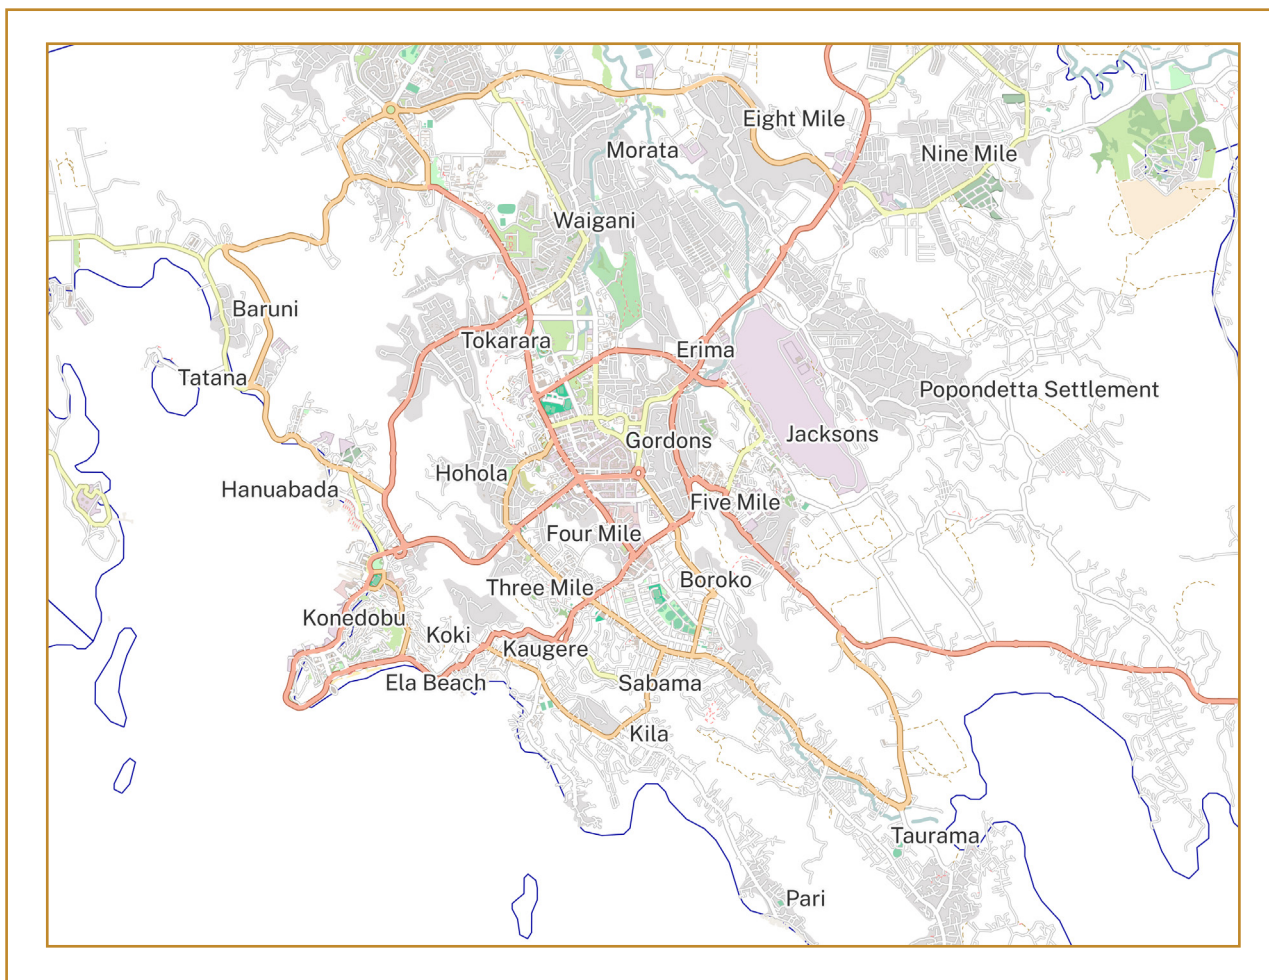 Eight Mile
Morata
Nine Mile
Waigani
Baruni
Tokarara
Erima
Tatana
Popondetta Settlement
Jacksons
Gordons
Hohola
Hanuabada
Five Mile
Four Mile
Boroko
Three Mile
Konedobu
Koki
Kaugere
Ela Beach
Sabama
Kila
Taurama
Pari